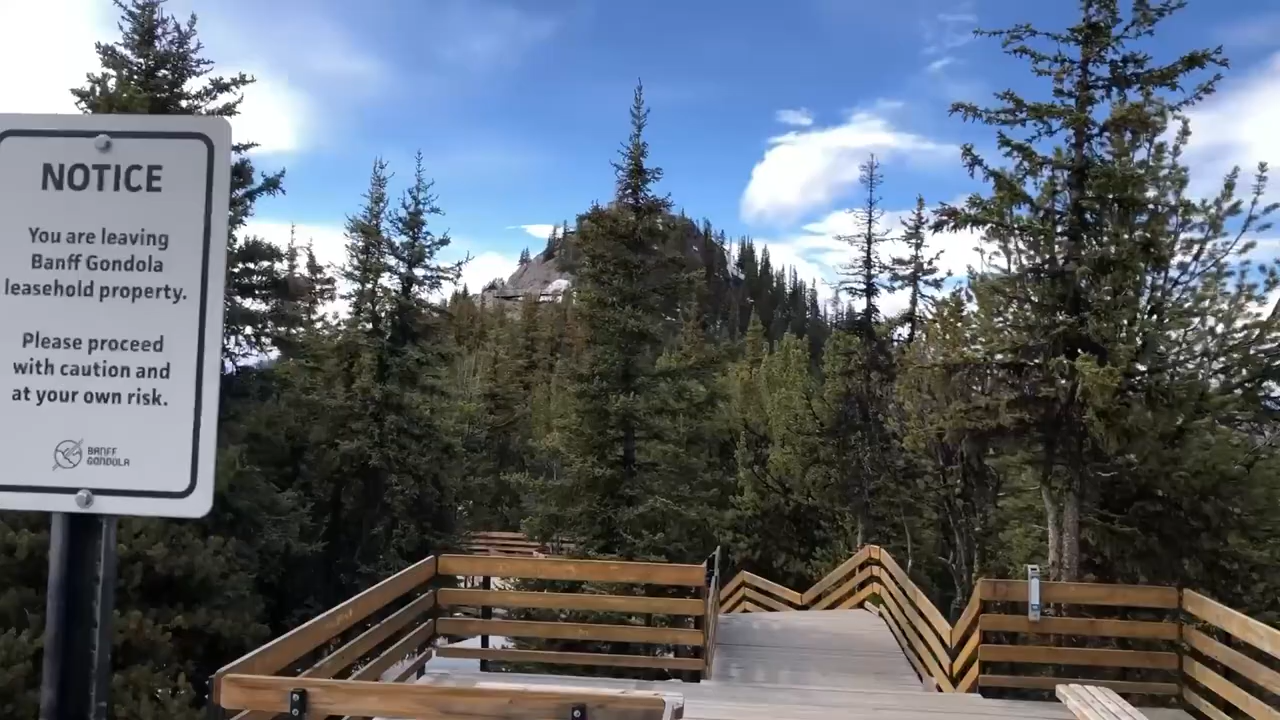 NOTICE
You are leaving
Banff Gondola
leasehold property.
Please proceed
with caution and
at your own risk.
BANFF
GONDOLA